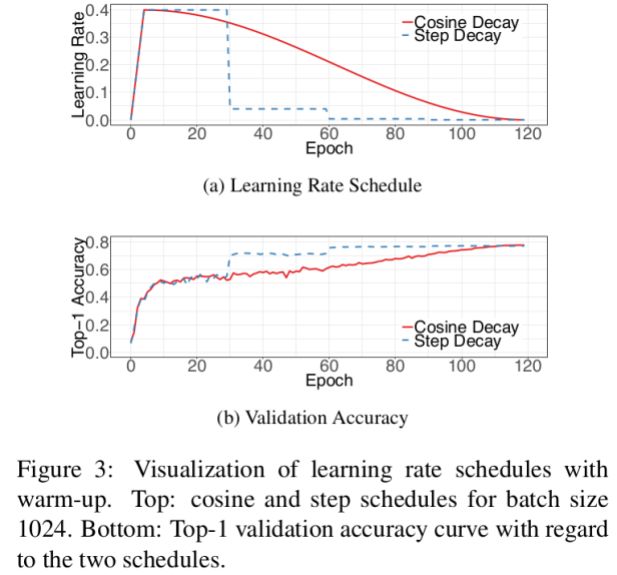 0.4
0.3
0.2
0.1
0.0
Learning Rate
Cosine Decay
Step Decay
0 20 40 60 80 100 120
Epoch
(a) Learning Rate Schedule
0.8
0.6
0.4
0.2
0.0
Top-1 Accuracy
Cosine Decay
Step Decay
0 20 40 60 80 100 120
Epoch
(b) Validation Accuracy
Figure 3: Visualization of learning rate schedules with
warm-up. Top: cosine and step schedules for batch size
1024. Bottom: Top-1 validation accuracy curve with regard
to the two schedules.